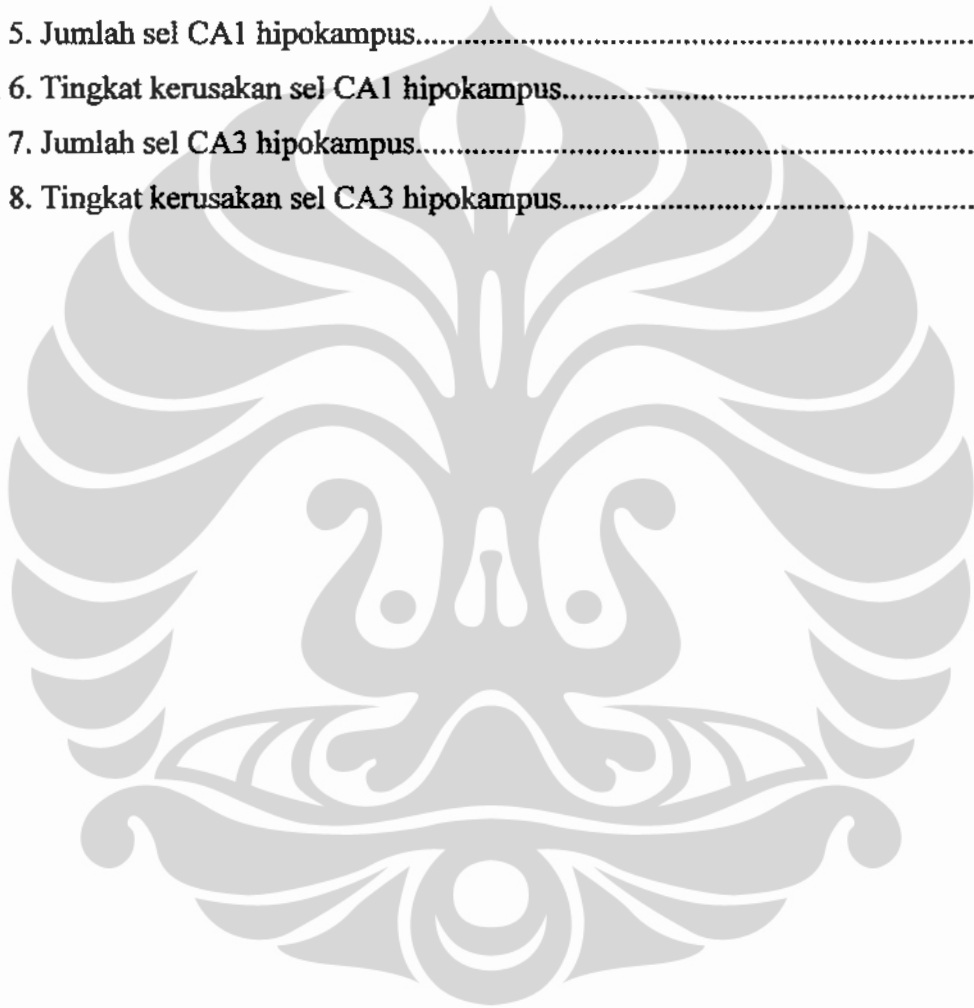 5. Jumlah sel CA1 hipokampus....................................................................................
6. Tingkat kerusakan sel CA1 hipokampus..............................................................
7. Jumlah sel CA3 hipokampus....................................................................................
8. Tingkat kerusakan sel CA3 hipokampus..............................................................